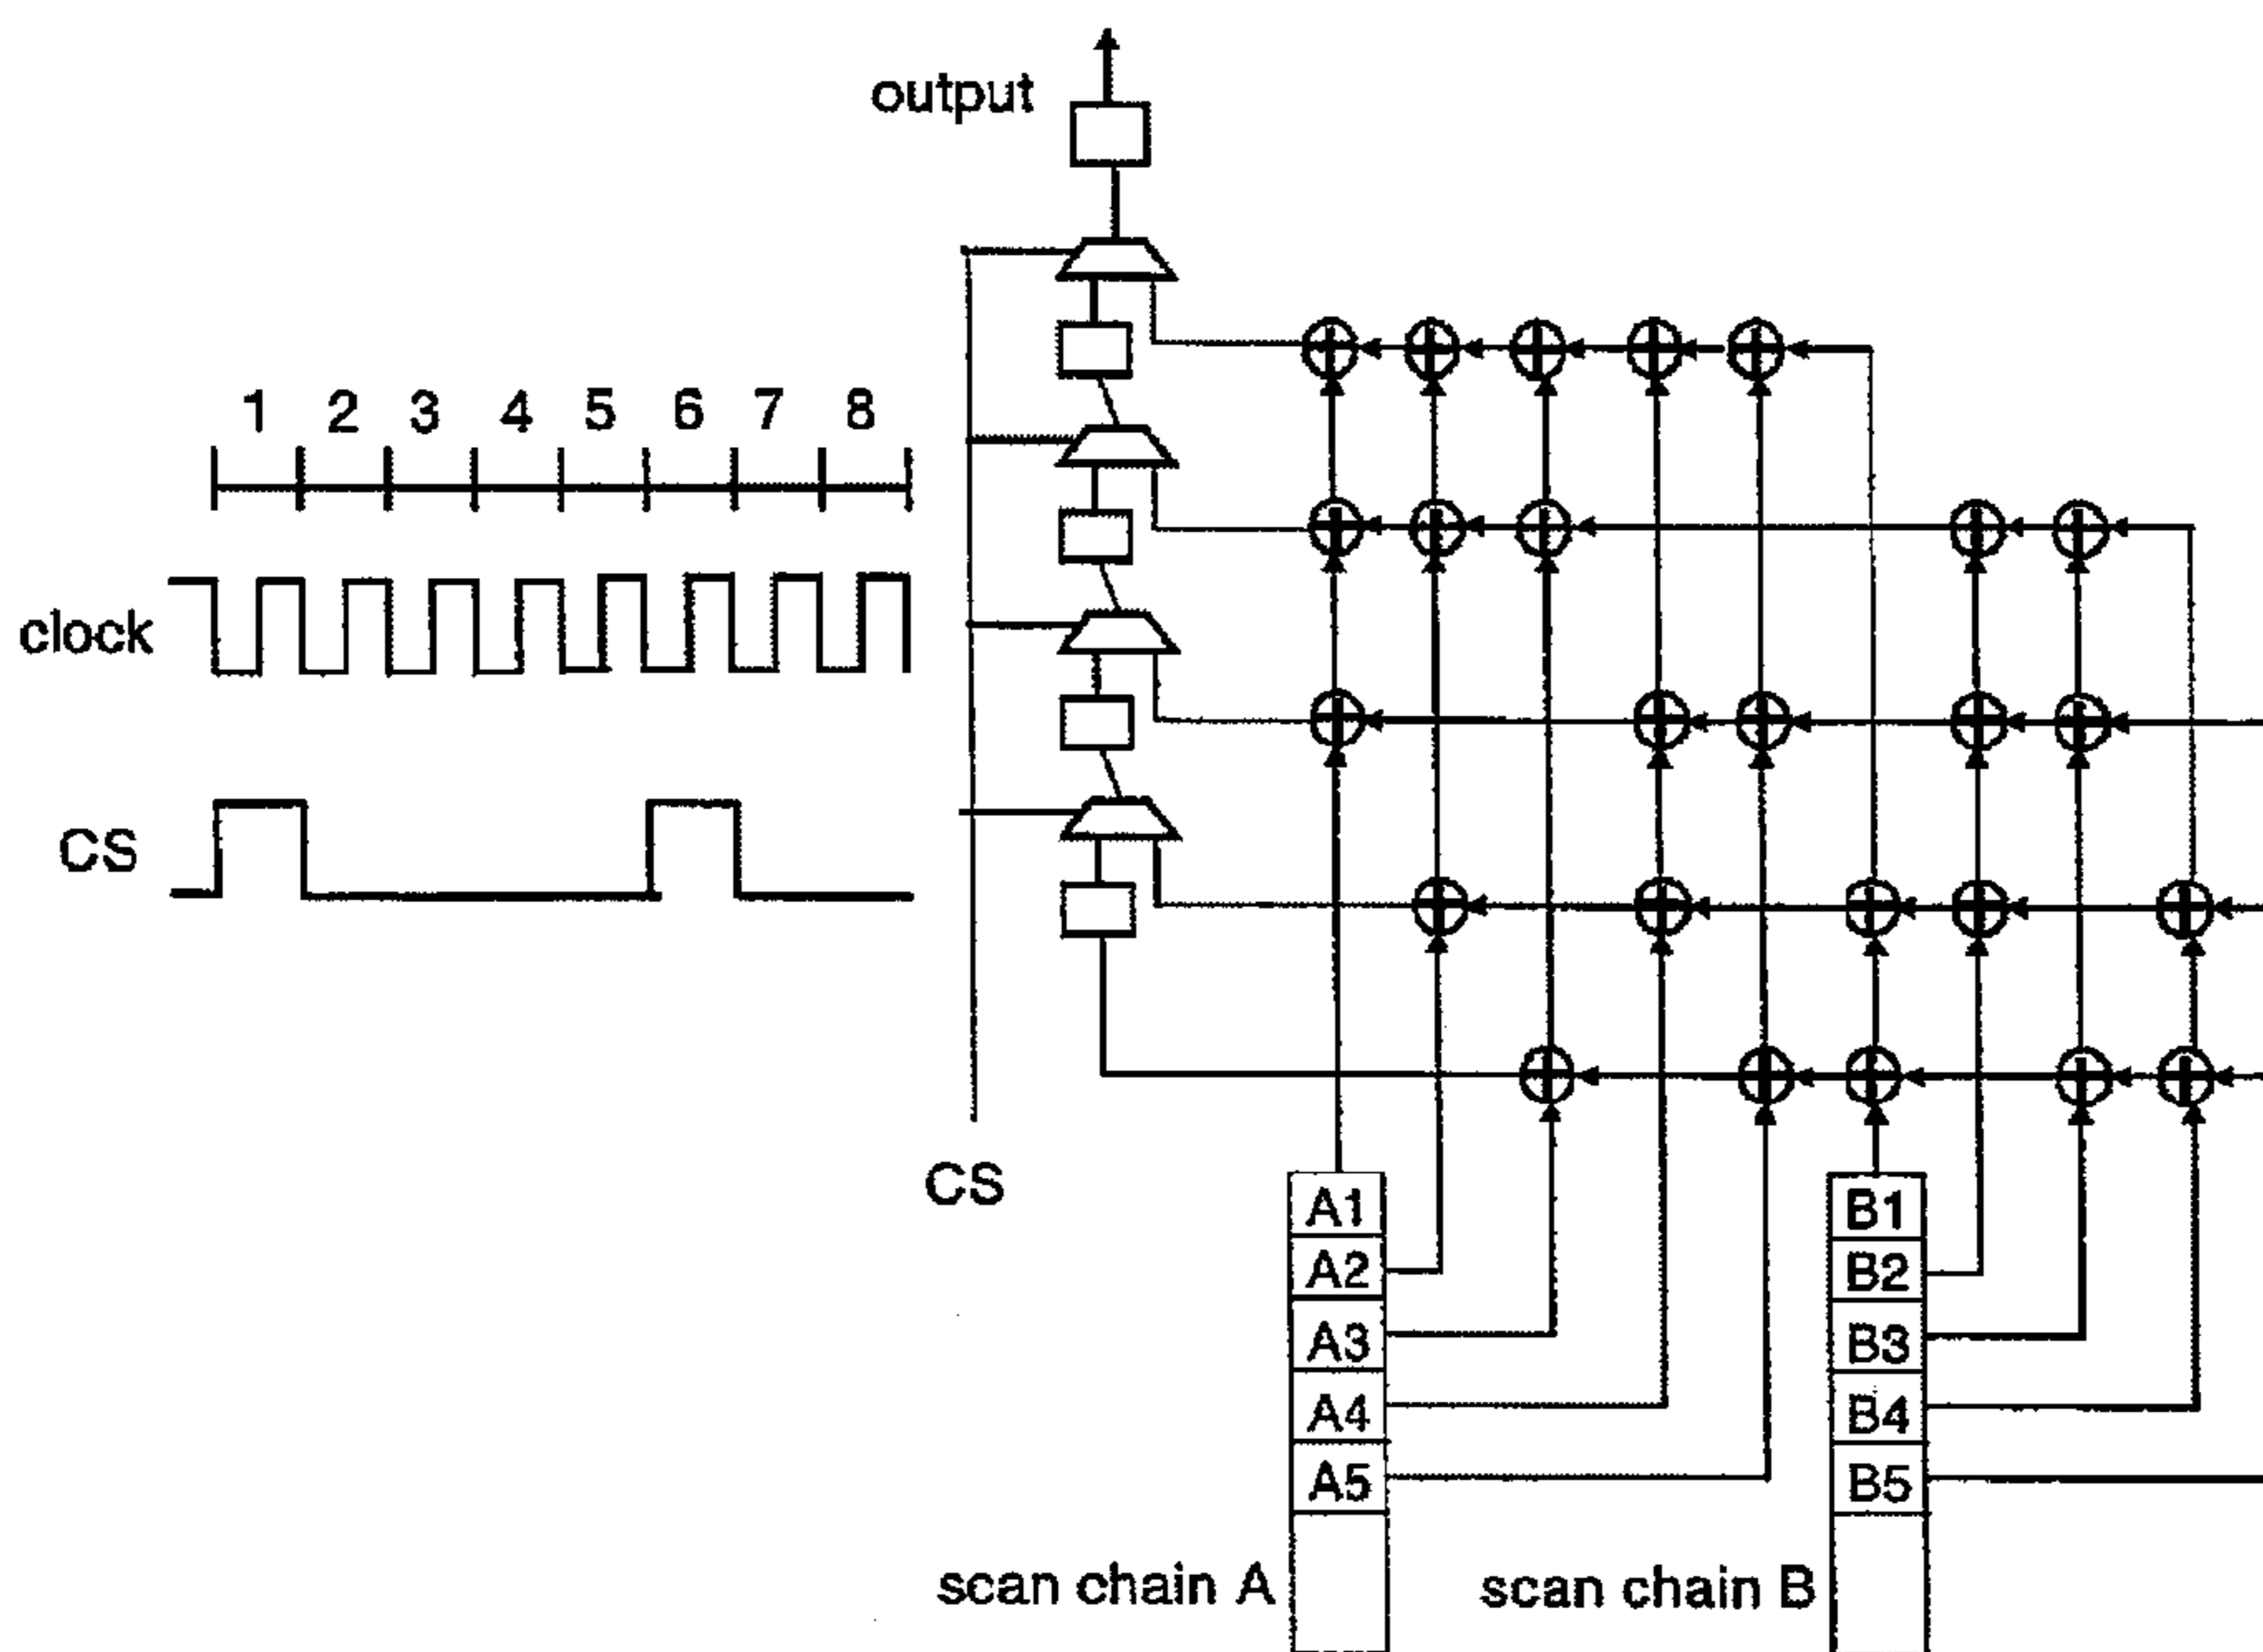 output
1 2 3 4 5 6 7 8
clock
CS
CS
A1
A2
A3
A4
A5
scan chain A
B1
B2
B3
B4
B5
scan chain B